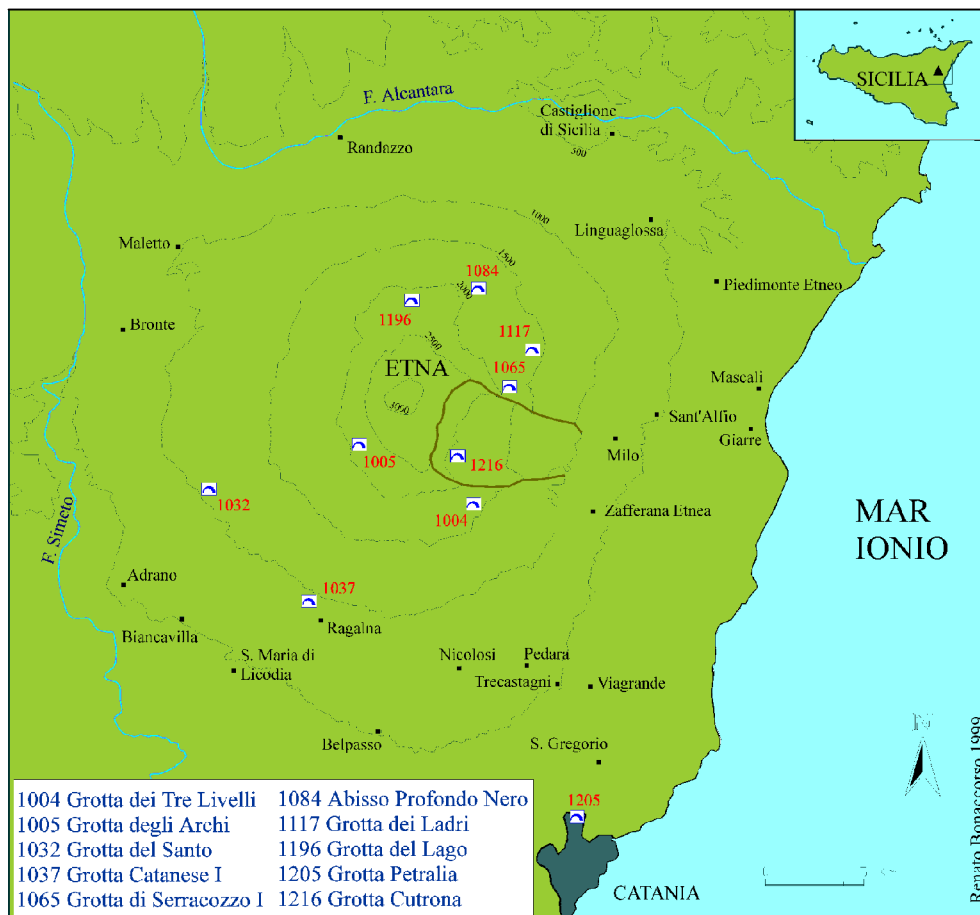 SICILIA
F. Alcantara
Castiglione
di Sicilia
500
Randazzo
1000
Linguaglossa
Maletto
1500
1084
2000
Piedimonte Etneo
1196
Bronte
1117
2500
ETNA
1065
Mascali
3000
Sant'Alfio
Giarre
Milo
1005
1216
1032
1004
Zafferana Etnea
MAR
IONIO
F. Simeto
Adrano
1037
Biancavilla
Ragalna
S. Maria di
Licodia
Nicolosi
Pedara
Trecastagni
Viagrande
Belpasso
S. Gregorio
N
1205
CATANIA
1004 Grotta dei Tre Livelli
1005 Grotta degli Archi
1032 Grotta del Santo
1037 Grotta Catanese I
1065 Grotta di Serracozzo I
1084 Abisso Profondo Nero
1117 Grotta dei Ladri
1196 Grotta del Lago
1205 Grotta Petralia
1216 Grotta Cutrona
Renato Bonaccorso 1999